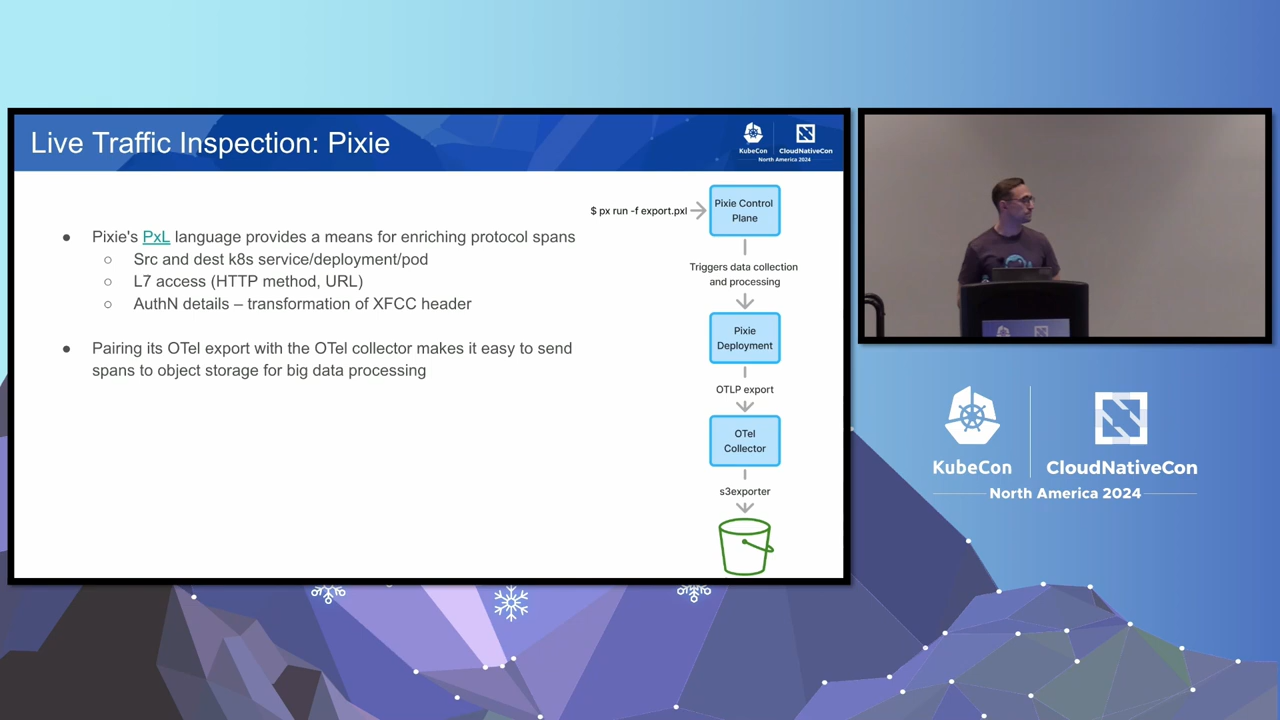 Live Traffic Inspection: Pixie
KubeCon
CloudNativeCon
North America 2024
● Pixie's PxL language provides a means for enriching protocol spans
○ Src and dest k8s service/deployment/pod
○ L7 access (HTTP method, URL)
○ AuthN details – transformation of XFCC header
● Pairing its OTel export with the OTel collector makes it easy to send
spans to object storage for big data processing
$ px run -f export.pxl
Pixie Control
Plane
Triggers data collection
and processing
Pixie
Deployment
OTLP export
OTel
Collector
s3exporter
KubeCon
CloudNativeCon
North America 2024